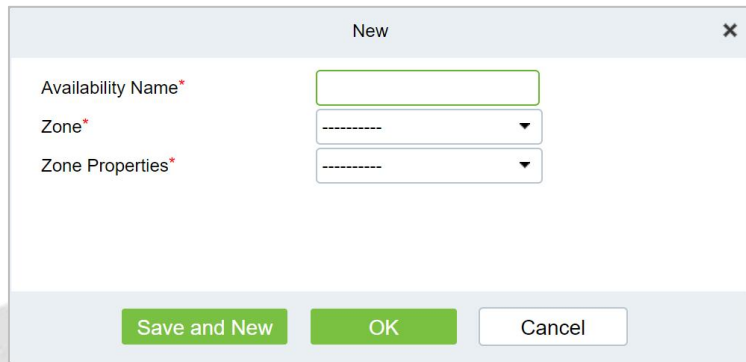 New
Availability Name*
Zone* ----------
Zone Properties* ----------
Save and New OK Cancel